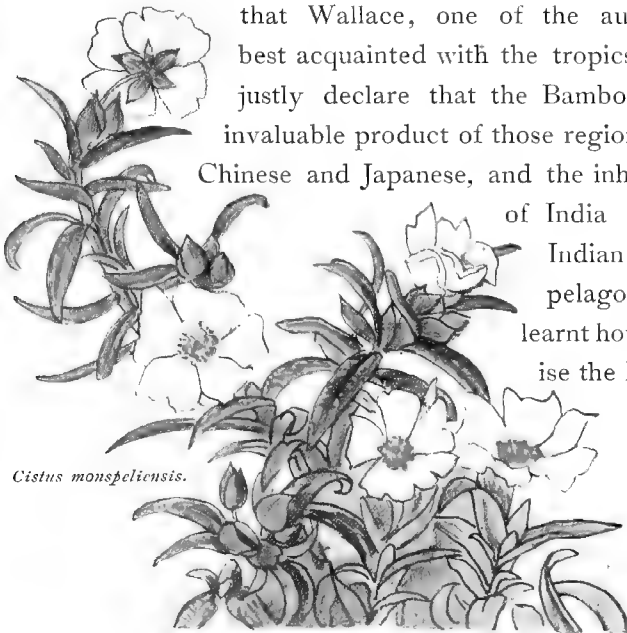 that Wallace, one of the au
best acquainted with the tropics
justly declare that the Bambo
invaluable product of those region
Chinese and Japanese, and the inh
of India
Indian
pelago
learnt ho
ise the
Cistus monspeliensis.